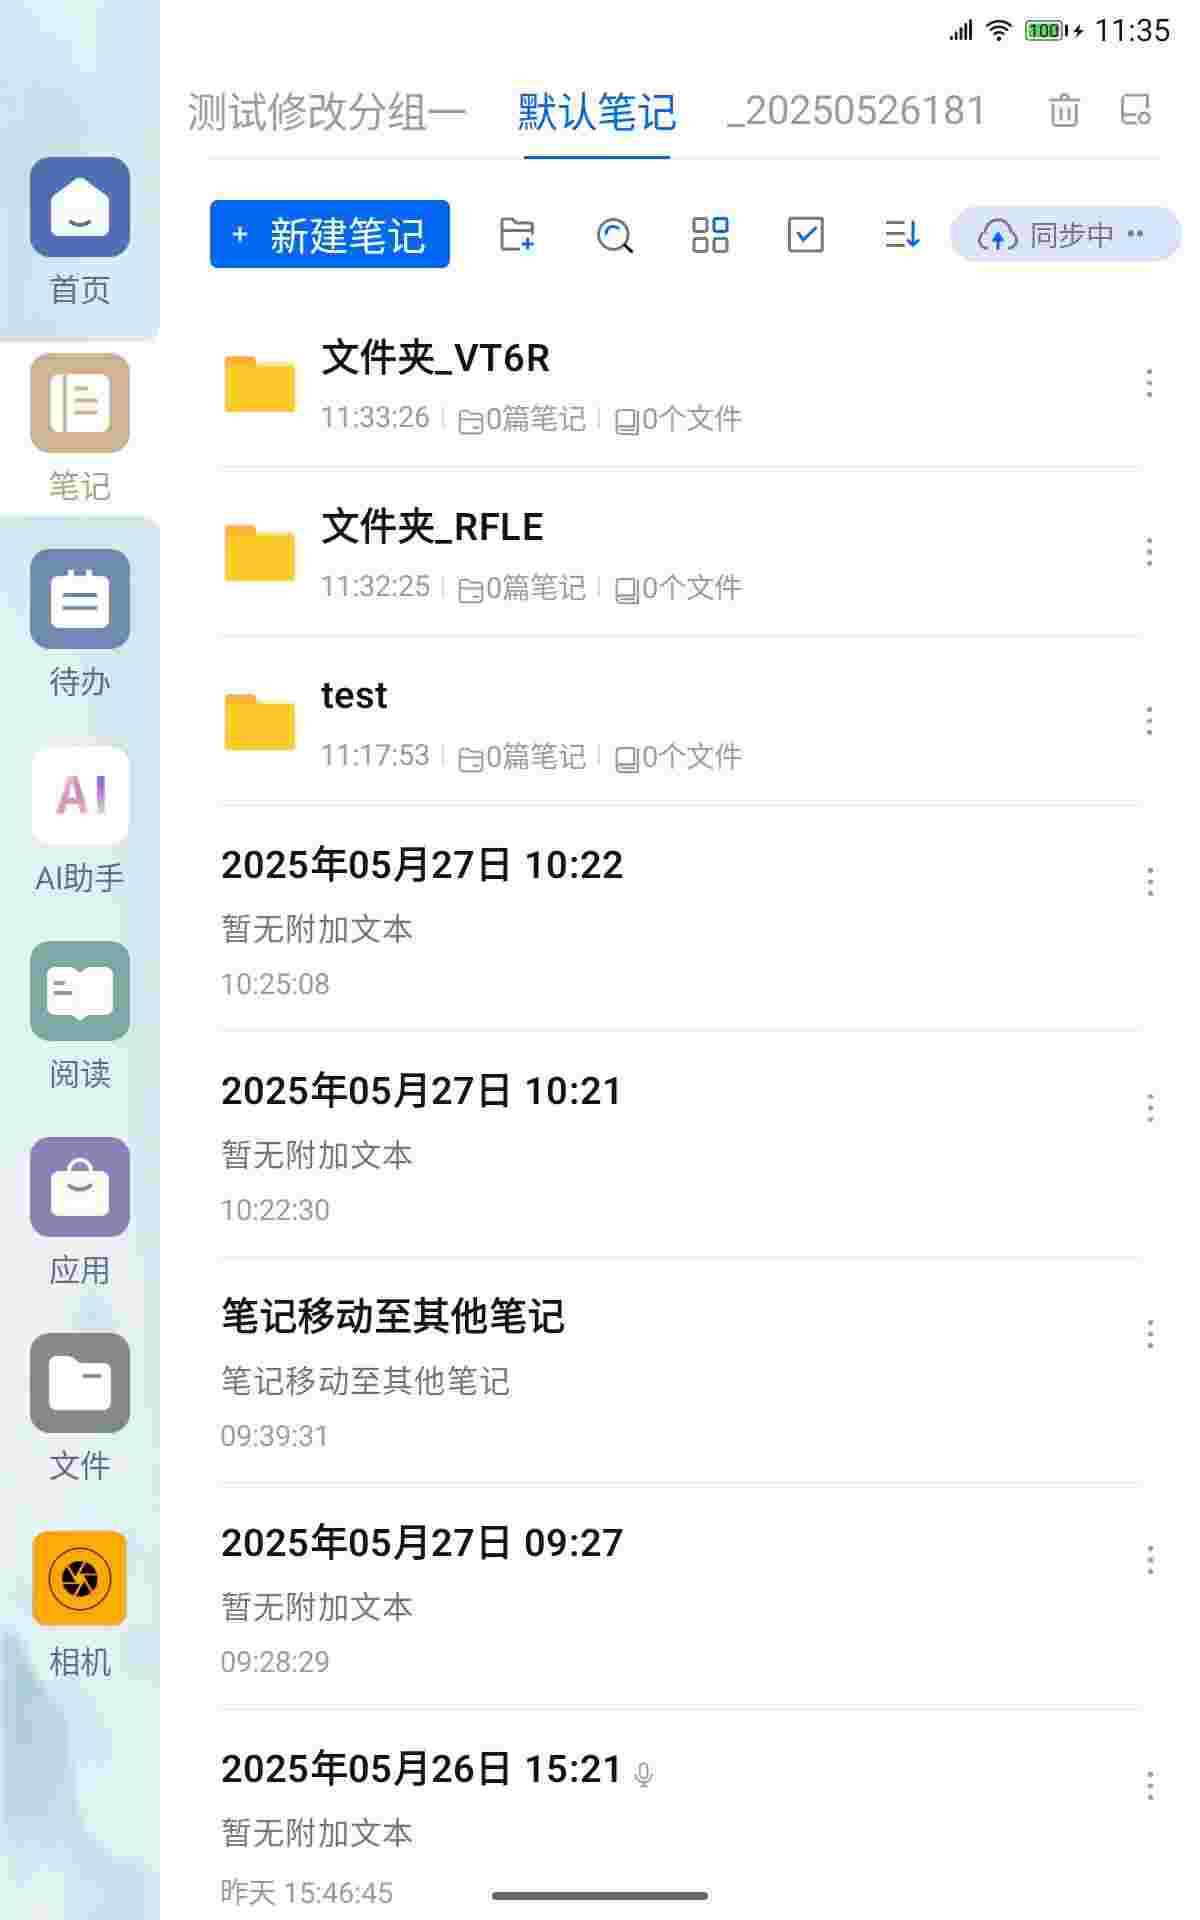 100 11:35
测试修改分组一 默认笔记 _20250526181
+ 新建笔记 同步中 ··
首页
笔记
待办
AI
AI助手
阅读
应用
文件
相机
文件夹_VT6R
11:33:26 0篇笔记 0个文件
文件夹_RFLE
11:32:25 0篇笔记 0个文件
test
11:17:53 0篇笔记 0个文件
2025年05月27日 10:22
暂无附加文本
10:25:08
2025年05月27日 10:21
暂无附加文本
10:22:30
笔记移动至其他笔记
笔记移动至其他笔记
09:39:31
2025年05月27日 09:27
暂无附加文本
09:28:29
2025年05月26日 15:21
暂无附加文本
昨天 15:46:45